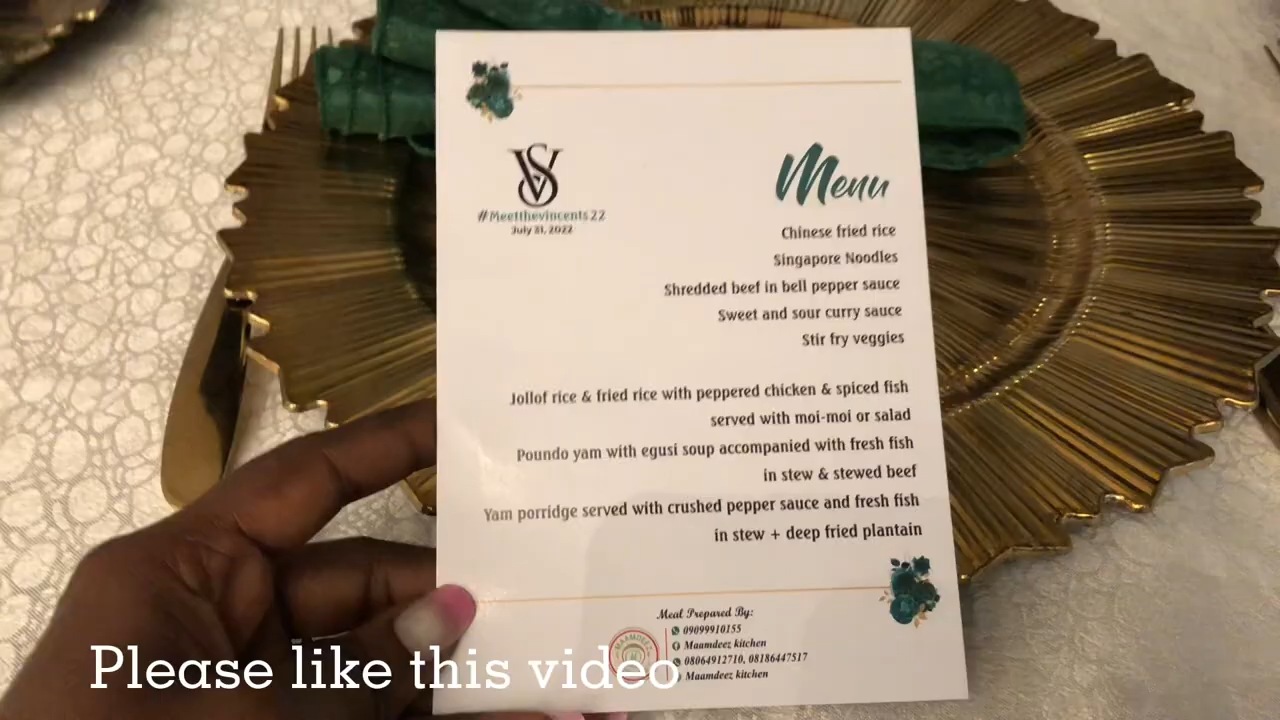 VS
#Meetthevincents22
July 31, 2022
Menu
Chinese fried rice
Singapore Noodles
Shredded beef in bell pepper sauce
Sweet and sour curry sauce
Stir fry veggies
Jollof rice & fried rice with peppered chicken & spiced fish
served with moi-moi or salad
Poundo yam with egusi soup accompanied with fresh fish
in stew & stewed beef
Yam porridge served with crushed pepper sauce and fresh fish
in stew + deep fried plantain
Meal Prepared By:
MAAMDEEZ
09099910155
Maamdeez kitchen
08064912710, 08186447517
Maamdeez kitchen
Please like this video